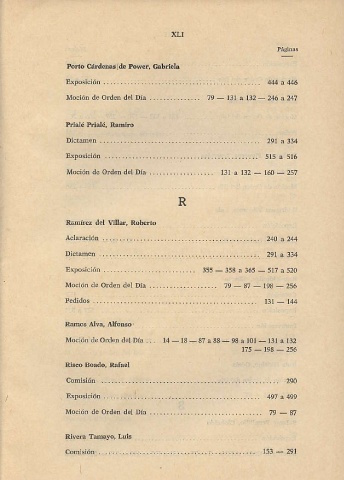 XLI
Páginas
Porto Cárdenas de Power, Gabriela
Exposición ........................................ 444 a 446
Moción de Orden del Día .............. 79 — 131 a 132 — 246 a 247
Prialé Prialé, Ramiro
Dictamen ........................................ 291 a 334
Exposición ........................................ 515 a 516
Moción de Orden del Día .................. 131 a 132 — 160 — 257
R
Ramírez del Villar, Roberto
Aclaración ........................................ 240 a 244
Dictamen ........................................ 291 a 334
Exposición ........................ 355 — 358 a 365 — 517 a 520
Moción de Orden del Día .................. 79 — 87 — 198 — 256
Pedidos ........................................ 131 — 144
Ramos Alva, Alfonso
Moción de Orden del Día ... 14 — 18 — 87 a 88 — 98 a 101 — 131 a 132
175 — 198 — 256
Risco Boado, Rafael
Comisión ........................................ 290
Exposición ........................................ 497 a 499
Moción de Orden del Día .............................. 79 — 87
Rivera Tamayo, Luis
Comisión ........................................ 153 — 291